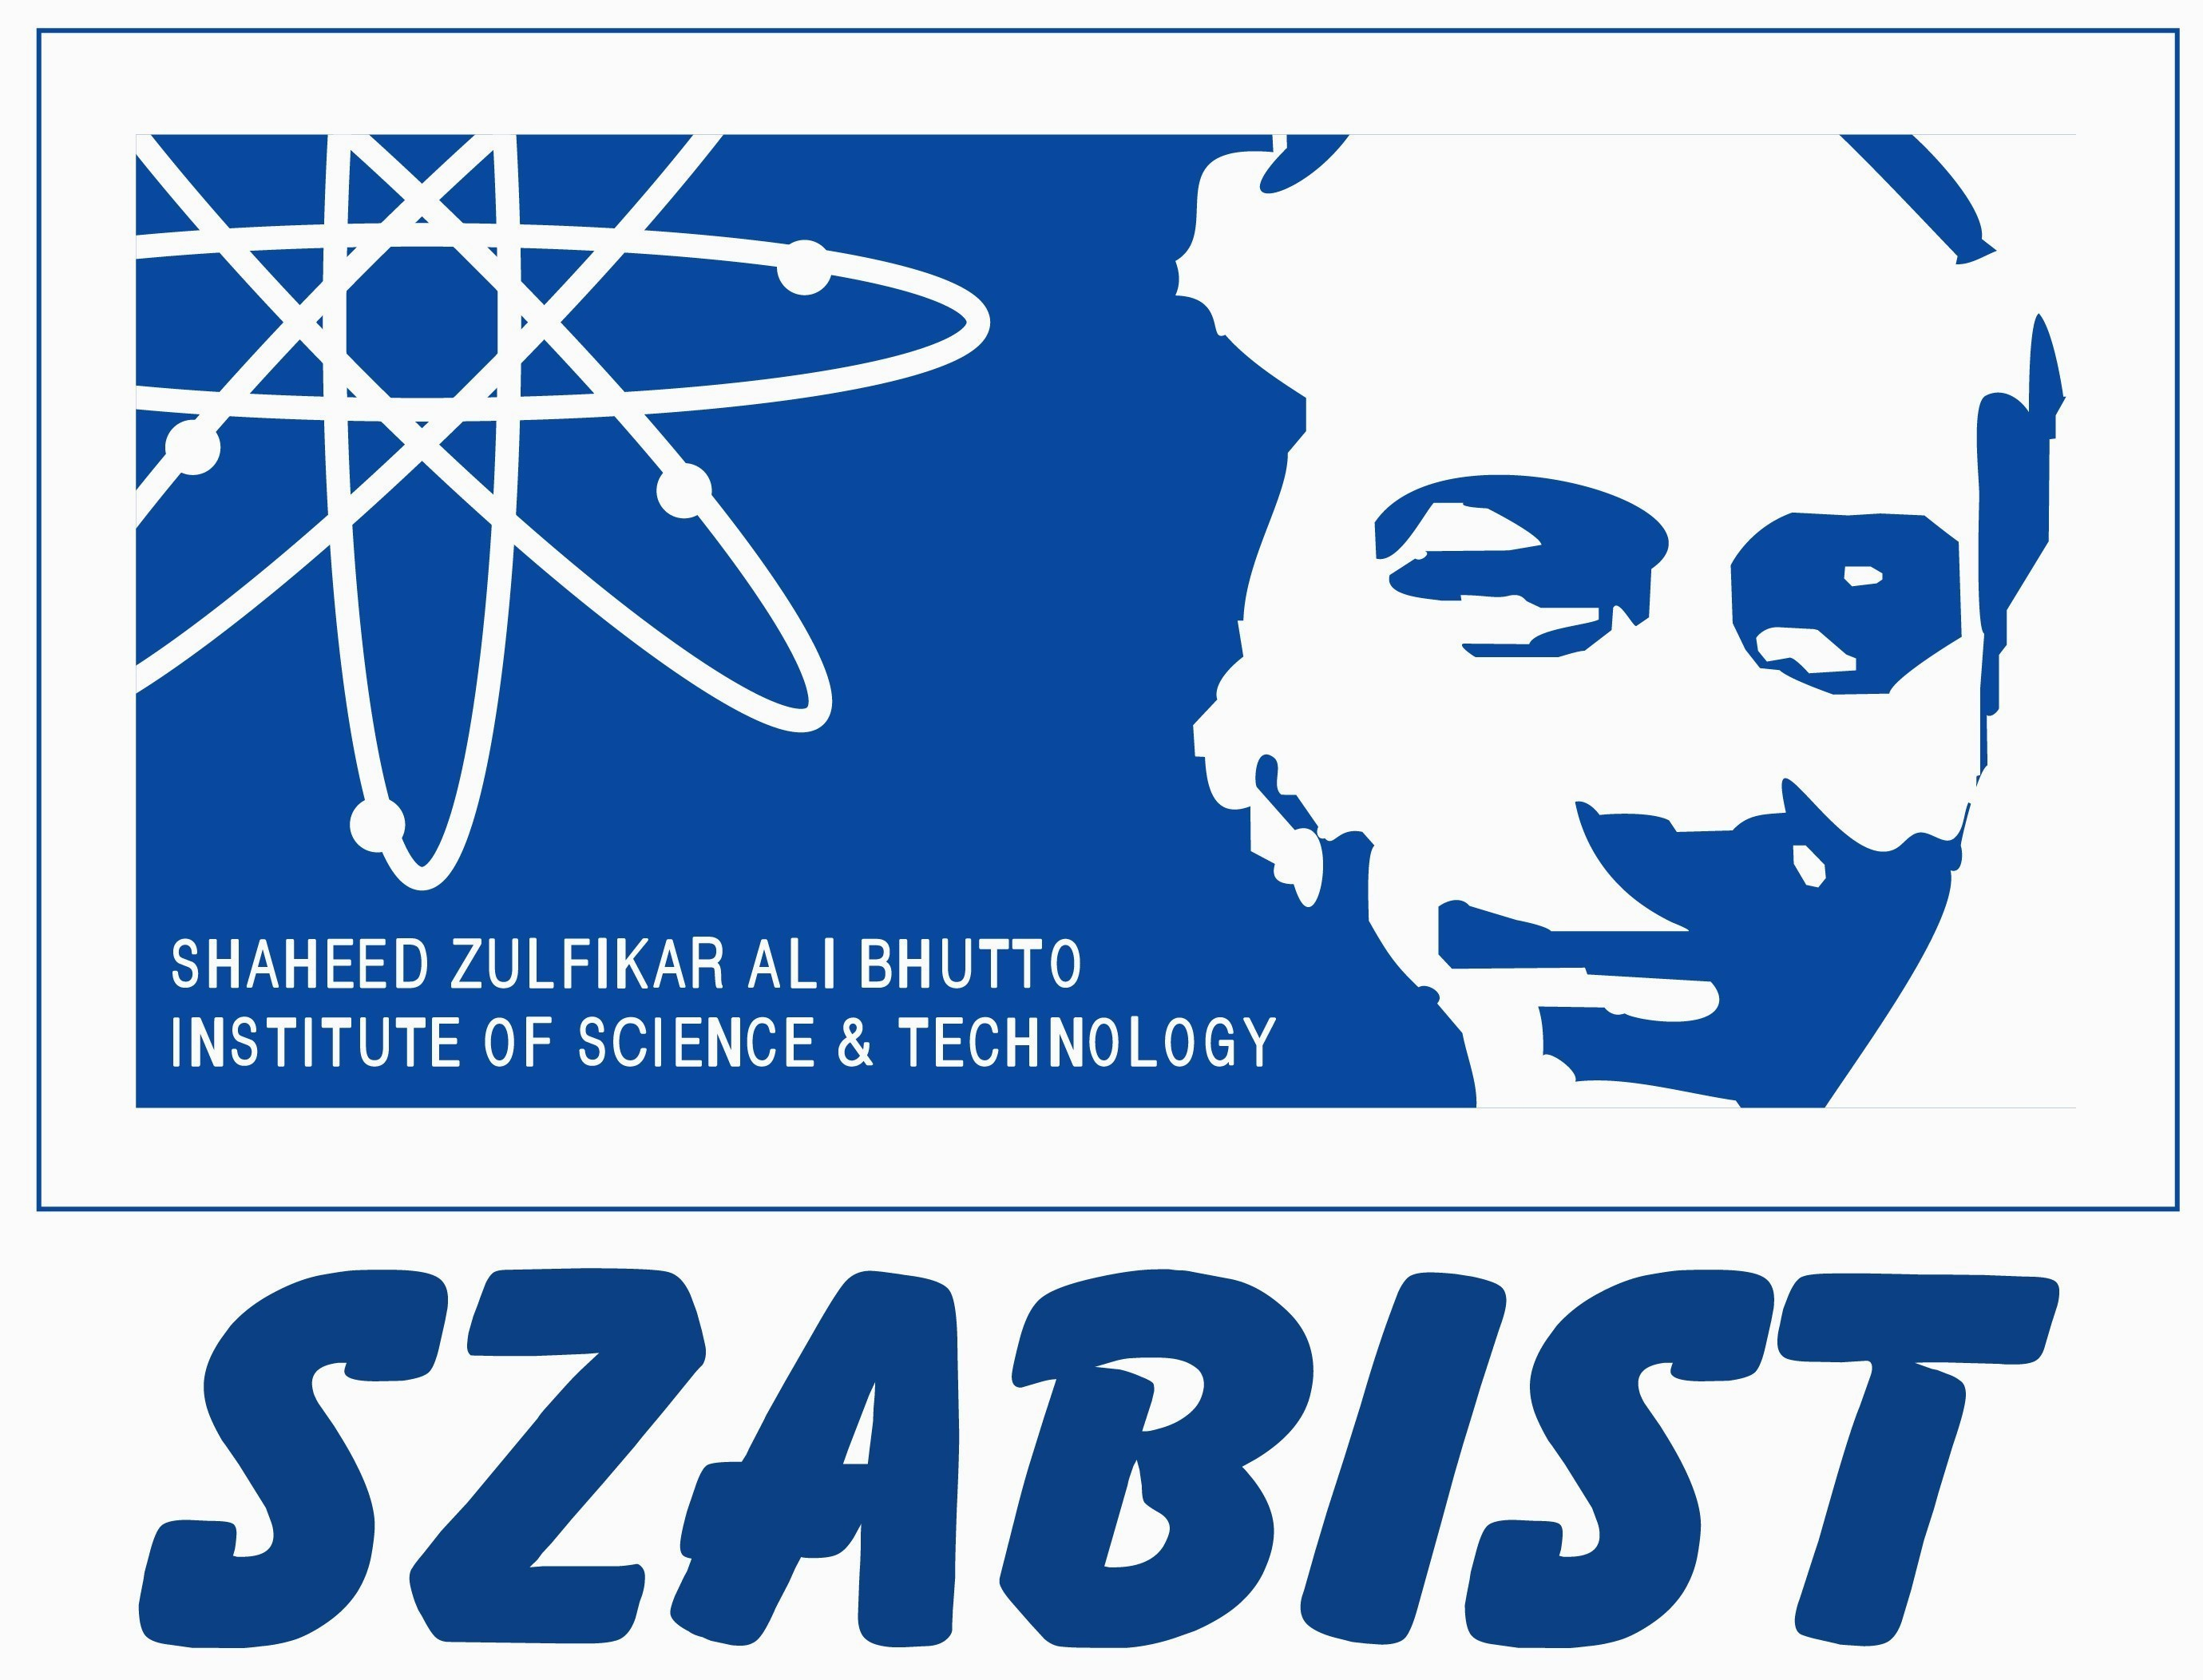 SHAHEED ZULFIKAR ALI BHUTTO
INSTITUTE OF SCIENCE & TECHNOLOGY
SZABIST